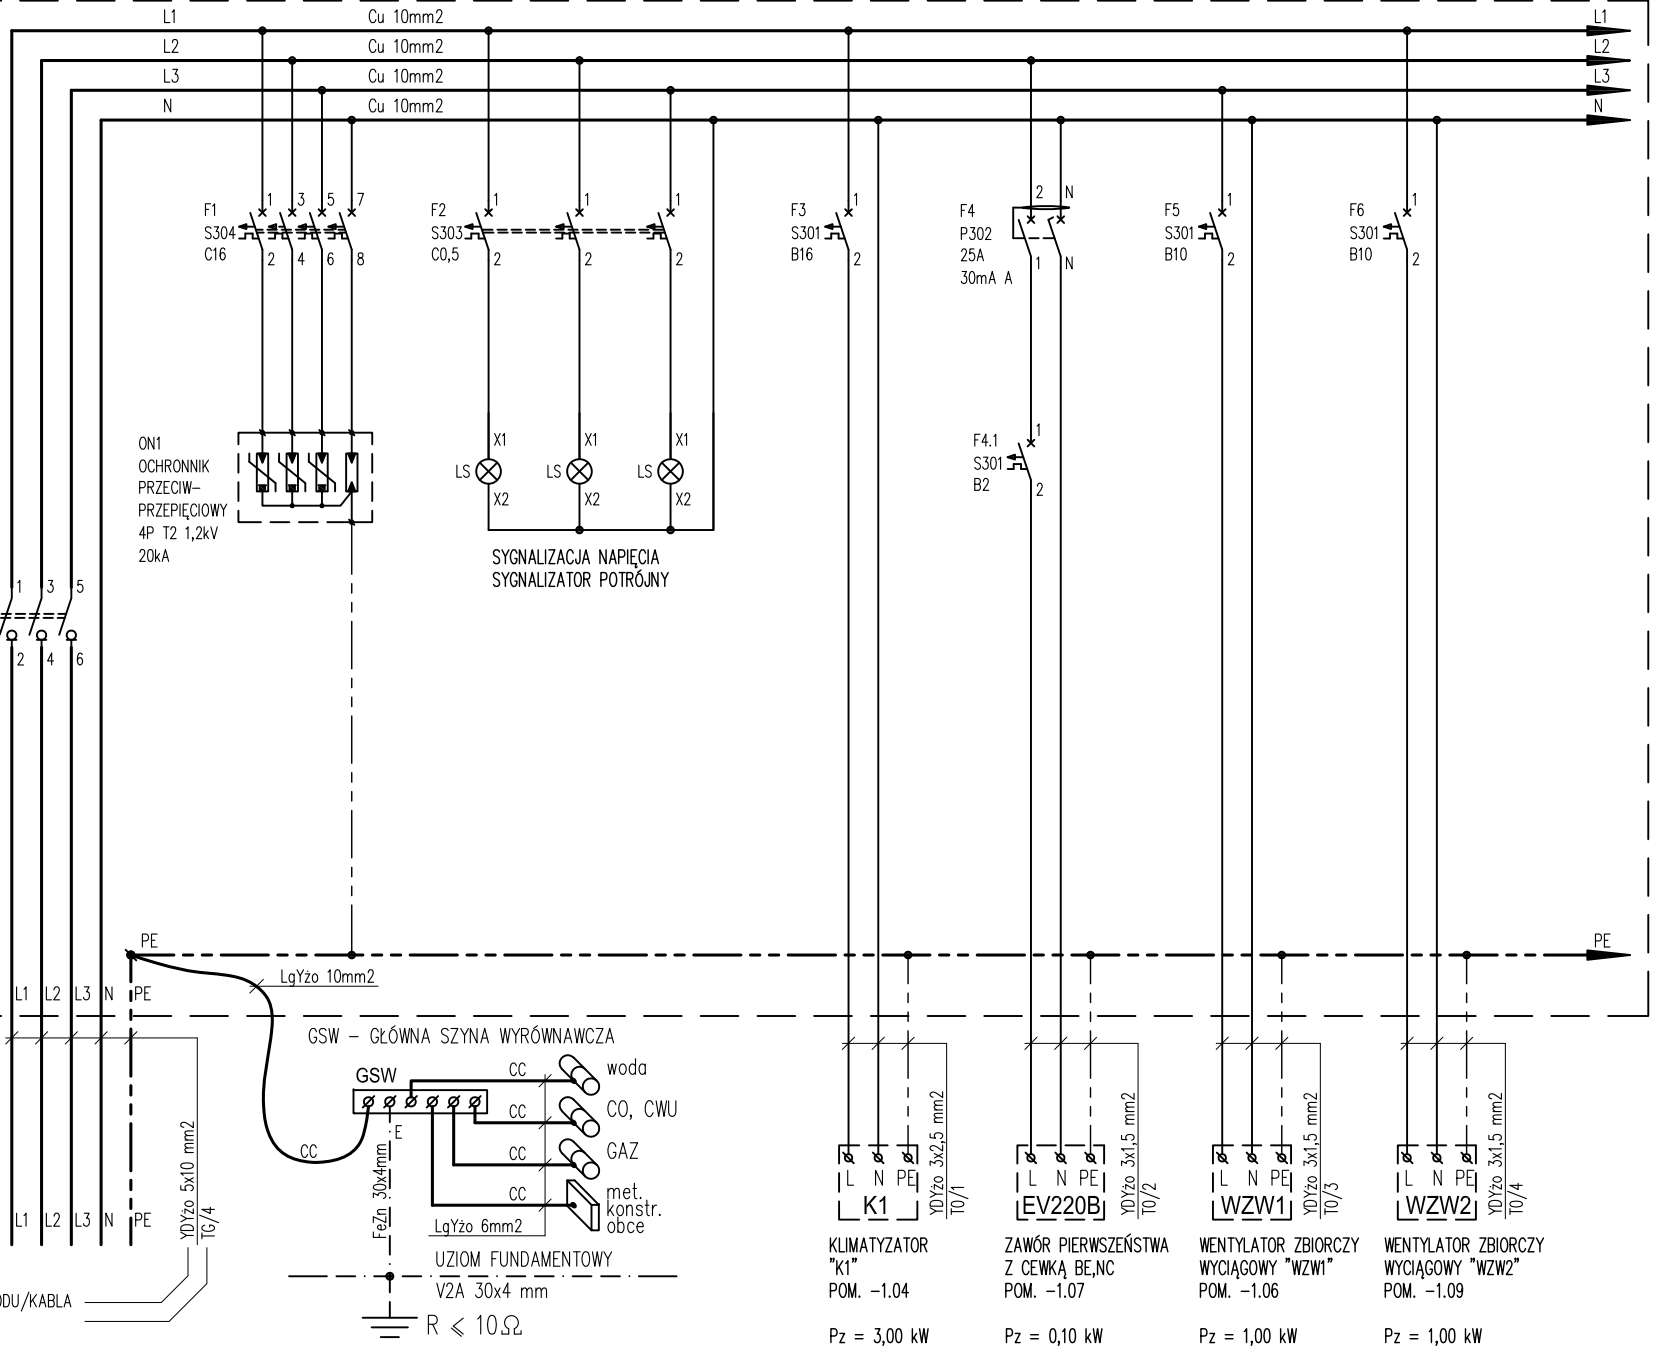 L1 Cu 10mm2 L1
L2 Cu 10mm2 L2
L3 Cu 10mm2 L3
N Cu 10mm2 N
F1
S304
C16
1 3 5 7
2 4 6 8
F2
S303
C0,5
1 1 1
2 2 2
F3
S301
B16
1
2
F4
P302
25A
30mA A
2 N
1 N
F5
S301
B10
1
2
F6
S301
B10
1
2
ON1
OCHRONNIK
PRZECIW-
PRZEPIĘCIOWY
4P T2 1,2kV
20kA
X1 X1 X1
LS LS LS
X2 X2 X2
SYGNALIZACJA NAPIĘCIA
SYGNALIZATOR POTRÓJNY
F4.1
S301
B2
1
2
1 3 5
2 4 6
PE PE
LgYżo 10mm2
L1 L2 L3 N PE
GSW - GŁÓWNA SZYNA WYRÓWNAWCZA
GSW
CC woda
CC CO, CWU
CC GAZ
CC met.
konstr.
obce
CC
E
FeZn 30x4mm
LgYżo 6mm2
YDYżo 5x10 mm2
TG/4
L1 L2 L3 N PE
UZIOM FUNDAMENTOWY
V2A 30x4 mm
R ⩽ 10Ω
ODU/KABLA
YDYżo 3x2,5 mm2
TO/1
L N PE
K1
KLIMATYZATOR
"K1"
POM. -1.04
Pz = 3,00 kW
YDYżo 3x1,5 mm2
TO/2
L N PE
EV220B
ZAWÓR PIERWSZEŃSTWA
Z CEWKĄ BE,NC
POM. -1.07
Pz = 0,10 kW
YDYżo 3x1,5 mm2
TO/3
L N PE
WZW1
WENTYLATOR ZBIORCZY
WYCIĄGOWY "WZW1"
POM. -1.06
Pz = 1,00 kW
YDYżo 3x1,5 mm2
TO/4
L N PE
WZW2
WENTYLATOR ZBIORCZY
WYCIĄGOWY "WZW2"
POM. -1.09
Pz = 1,00 kW